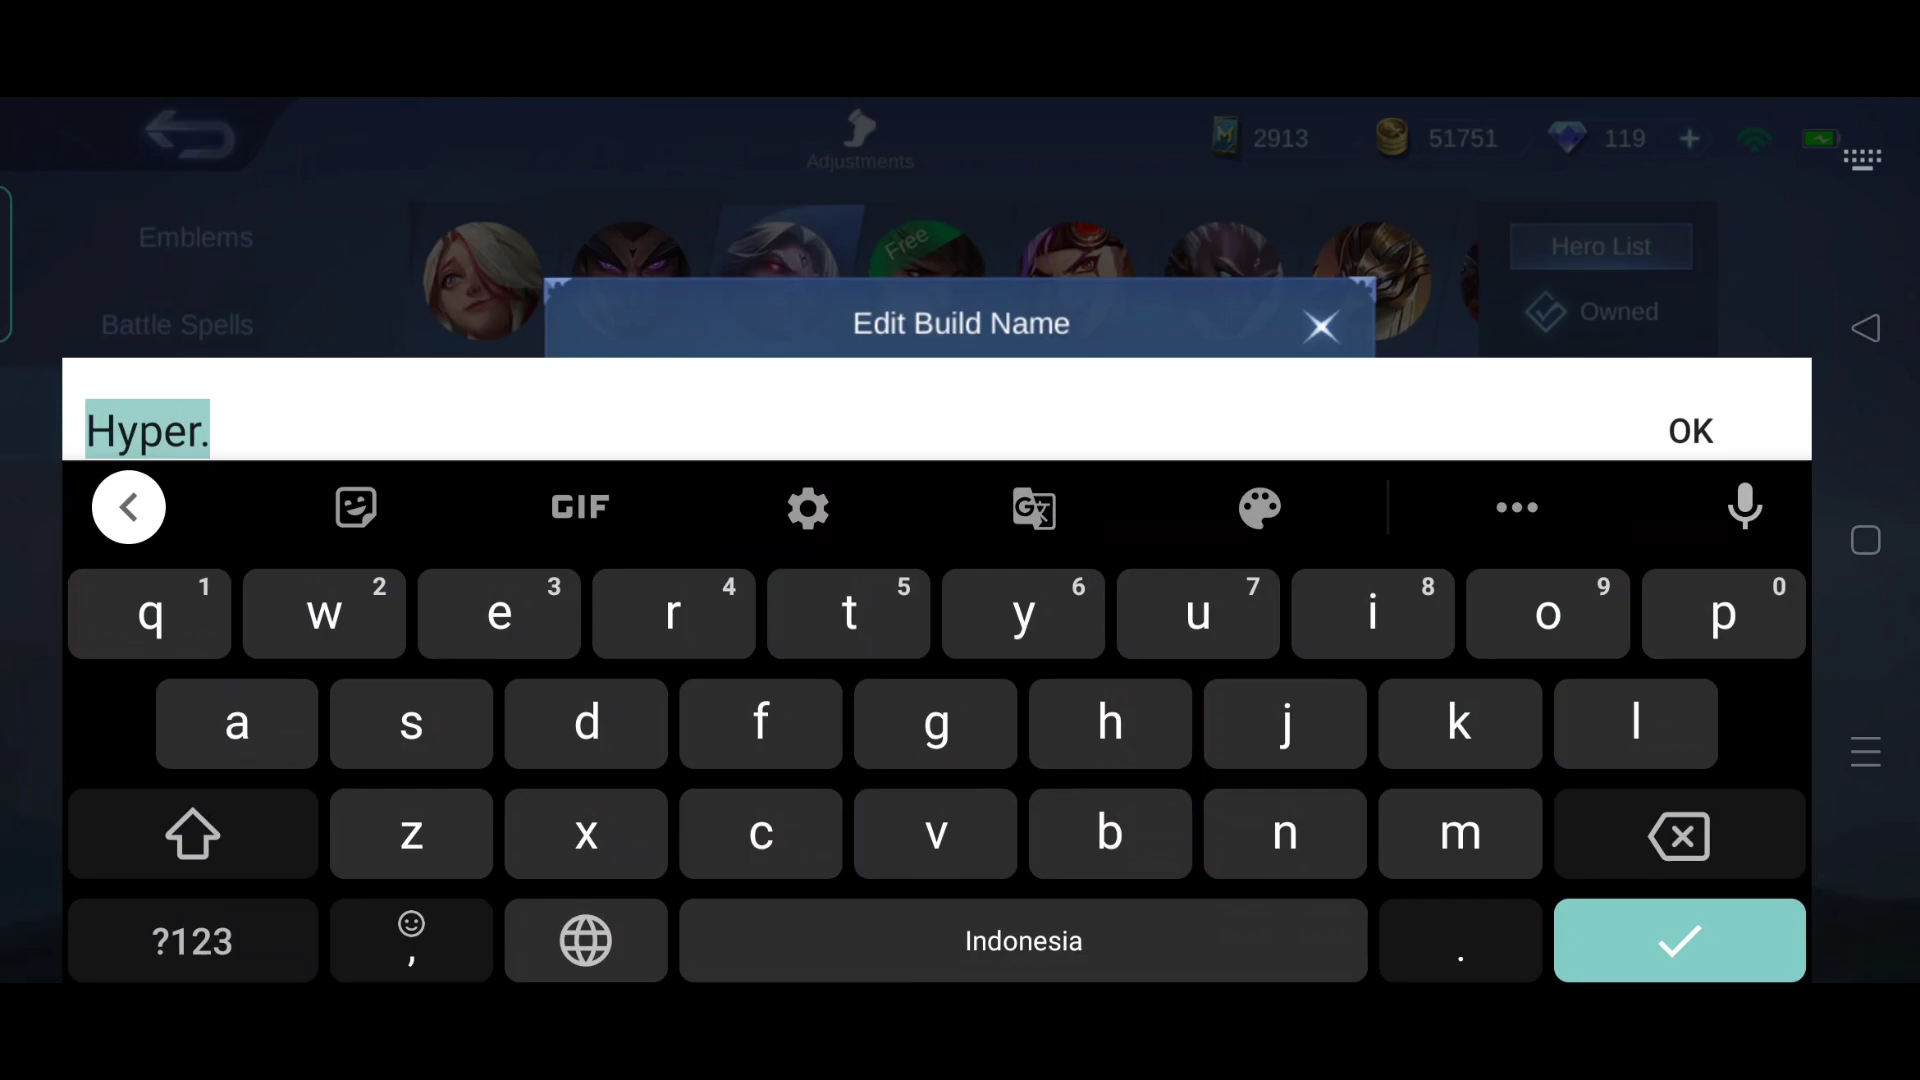 Adjustments
2913
51751
119
+
Emblems
Battle Spells
Free
Hero List
Owned
Edit Build Name
Hyper.
OK
GIF
q 1 w 2 e 3 r 4 t 5 y 6 u 7 i 8 o 9 p 0
a s d f g h j k l
z x c v b n m
?123 , Indonesia .